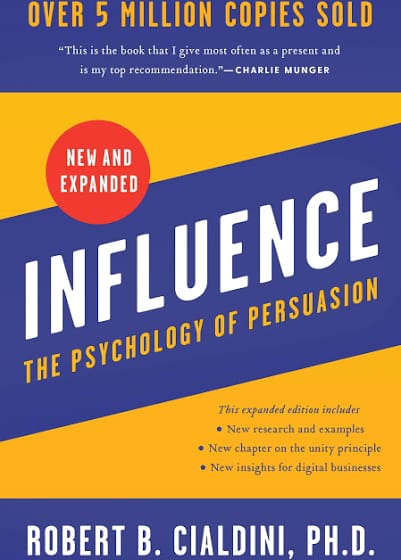 OVER 5 MILLION COPIES SOLD
“This is the book that I give most often as a present and
is my top recommendation.”—CHARLIE MUNGER
NEW AND
EXPANDED
INFLUENCE
THE PSYCHOLOGY OF PERSUASION
This expanded edition includes
• New research and examples
• New chapter on the unity principle
• New insights for digital businesses
ROBERT B. CIALDINI, PH.D.